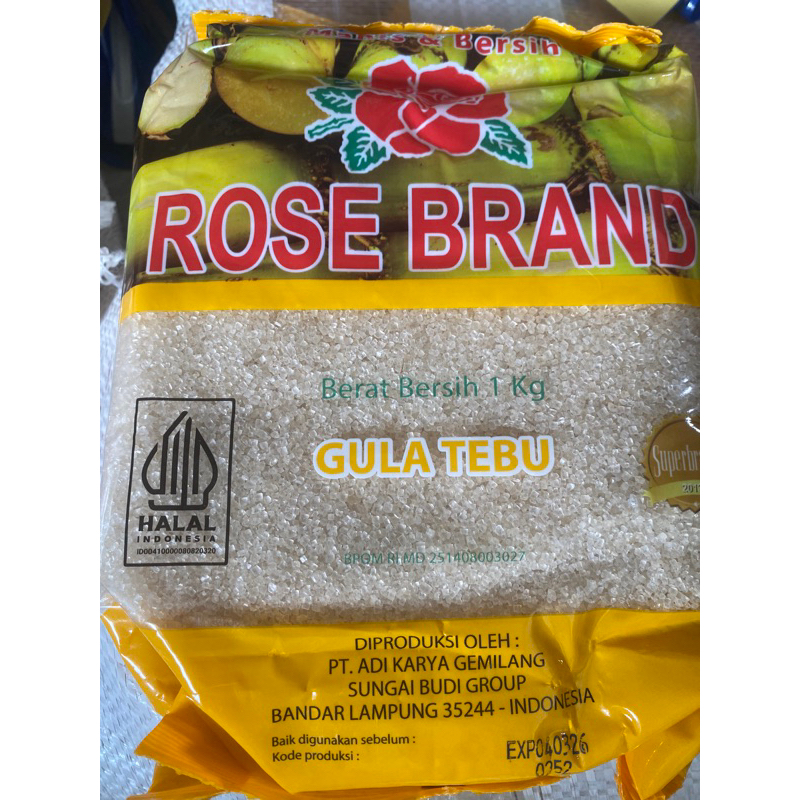 Manis & Bersih
ROSE BRAND
Berat Bersih 1 Kg
GULA TEBU
HALAL
INDONESIA
ID00410000080820320
BPOM RI MD 251408003027
DIPRODUKSI OLEH :
PT. ADI KARYA GEMILANG
SUNGAI BUDI GROUP
BANDAR LAMPUNG 35244 - INDONESIA
Baik digunakan sebelum :
Kode produksi :
EXP040326
0252